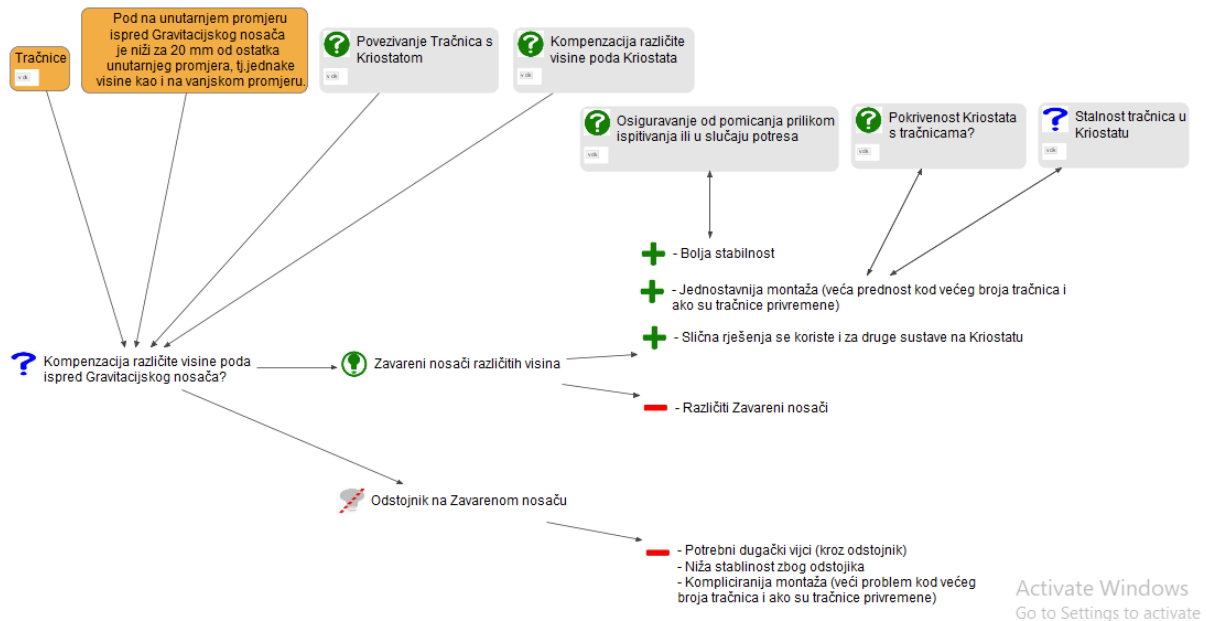 Tračnice
Pod na unutarnjem promjeru
ispred Gravitacijskog nosača
je niži za 20 mm od ostatka
unutarnjeg promjera, tj.jednake
visine kao i na vanjskom promjeru.
Povezivanje Tračnica s
Kriostatom
Kompenzacija različite
visine poda Kriostata
Osiguravanje od pomicanja prilikom
ispitivanja ili u slučaju potresa
Pokrivenost Kriostata
s tračnicama?
Stalnost tračnica u
Kriostatu
- Bolja stabilnost
- Jednostavnija montaža (veća prednost kod većeg broja tračnica i
ako su tračnice privremene)
- Slična rješenja se koriste i za druge sustave na Kriostatu
Kompenzacija različite visine poda
ispred Gravitacijskog nosača?
Zavareni nosači različitih visina
- Različiti Zavareni nosači
Odstojnik na Zavarenom nosaču
- Potrebni dugački vijci (kroz odstojnik)
- Niža stablinost zbog odstojika
- Kompliciranija montaža (veći problem kod većeg
broja tračnica i ako su tračnice privremene)
Activate Windows
Go to Settings to activate